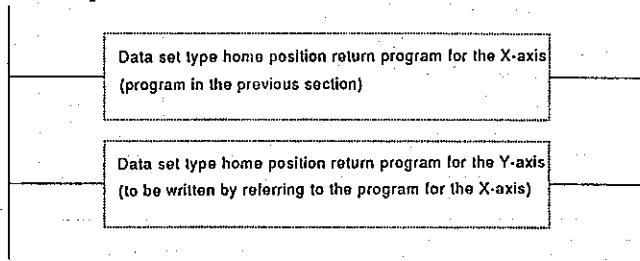 Data set type home position return program for the X-axis
(program in the previous section)
Data set type home position return program for the Y-axis
(to be written by referring to the program for the X-axis)